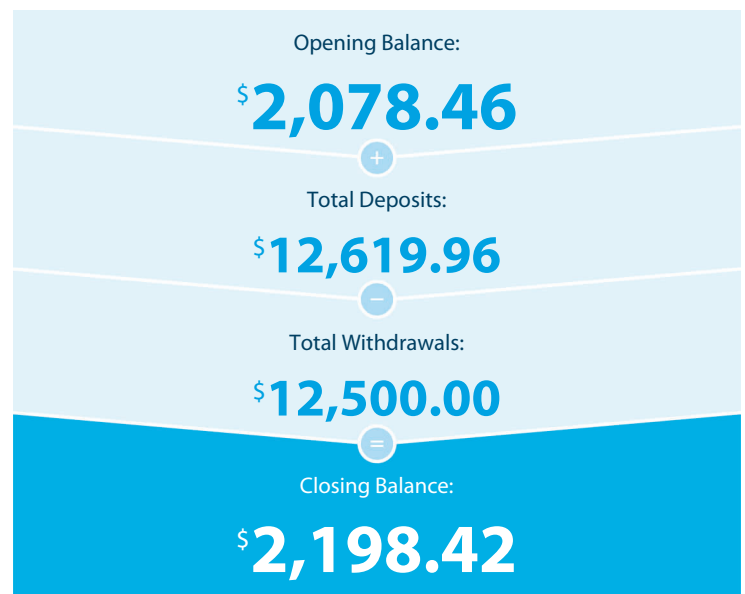 Opening Balance:
$2,078.46
+
Total Deposits:
$12,619.96
−
Total Withdrawals:
$12,500.00
=
Closing Balance:
$2,198.42